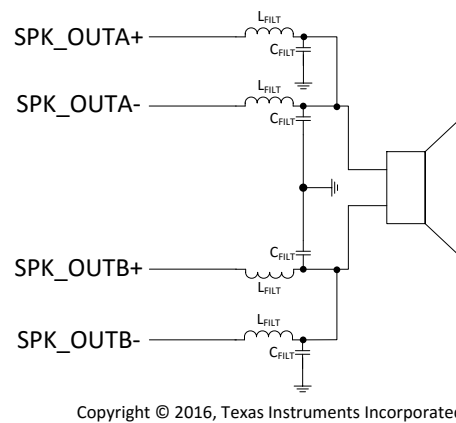 LFILT
SPK_OUTA+
CFILT
LFILT
SPK_OUTA-
CFILT
CFILT
SPK_OUTB+
LFILT
LFILT
SPK_OUTB-
CFILT
Copyright © 2016, Texas Instruments Incorporated